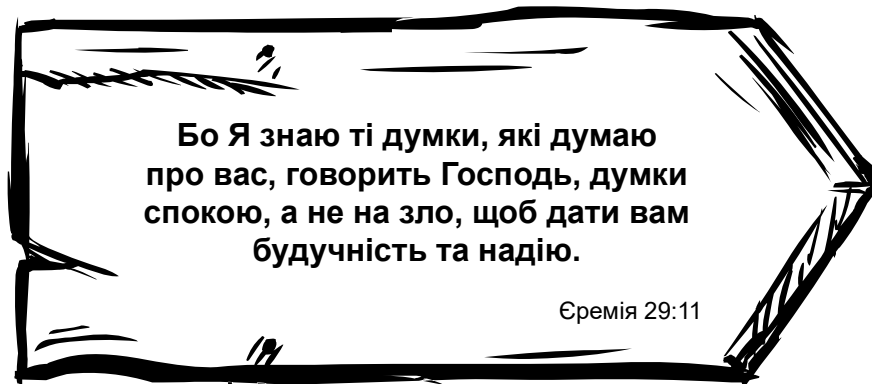 Бо Я знаю ті думки, які думаю
про вас, говорить Господь, думки
спокою, а не на зло, щоб дати вам
будучність та надію.
Єремія 29:11